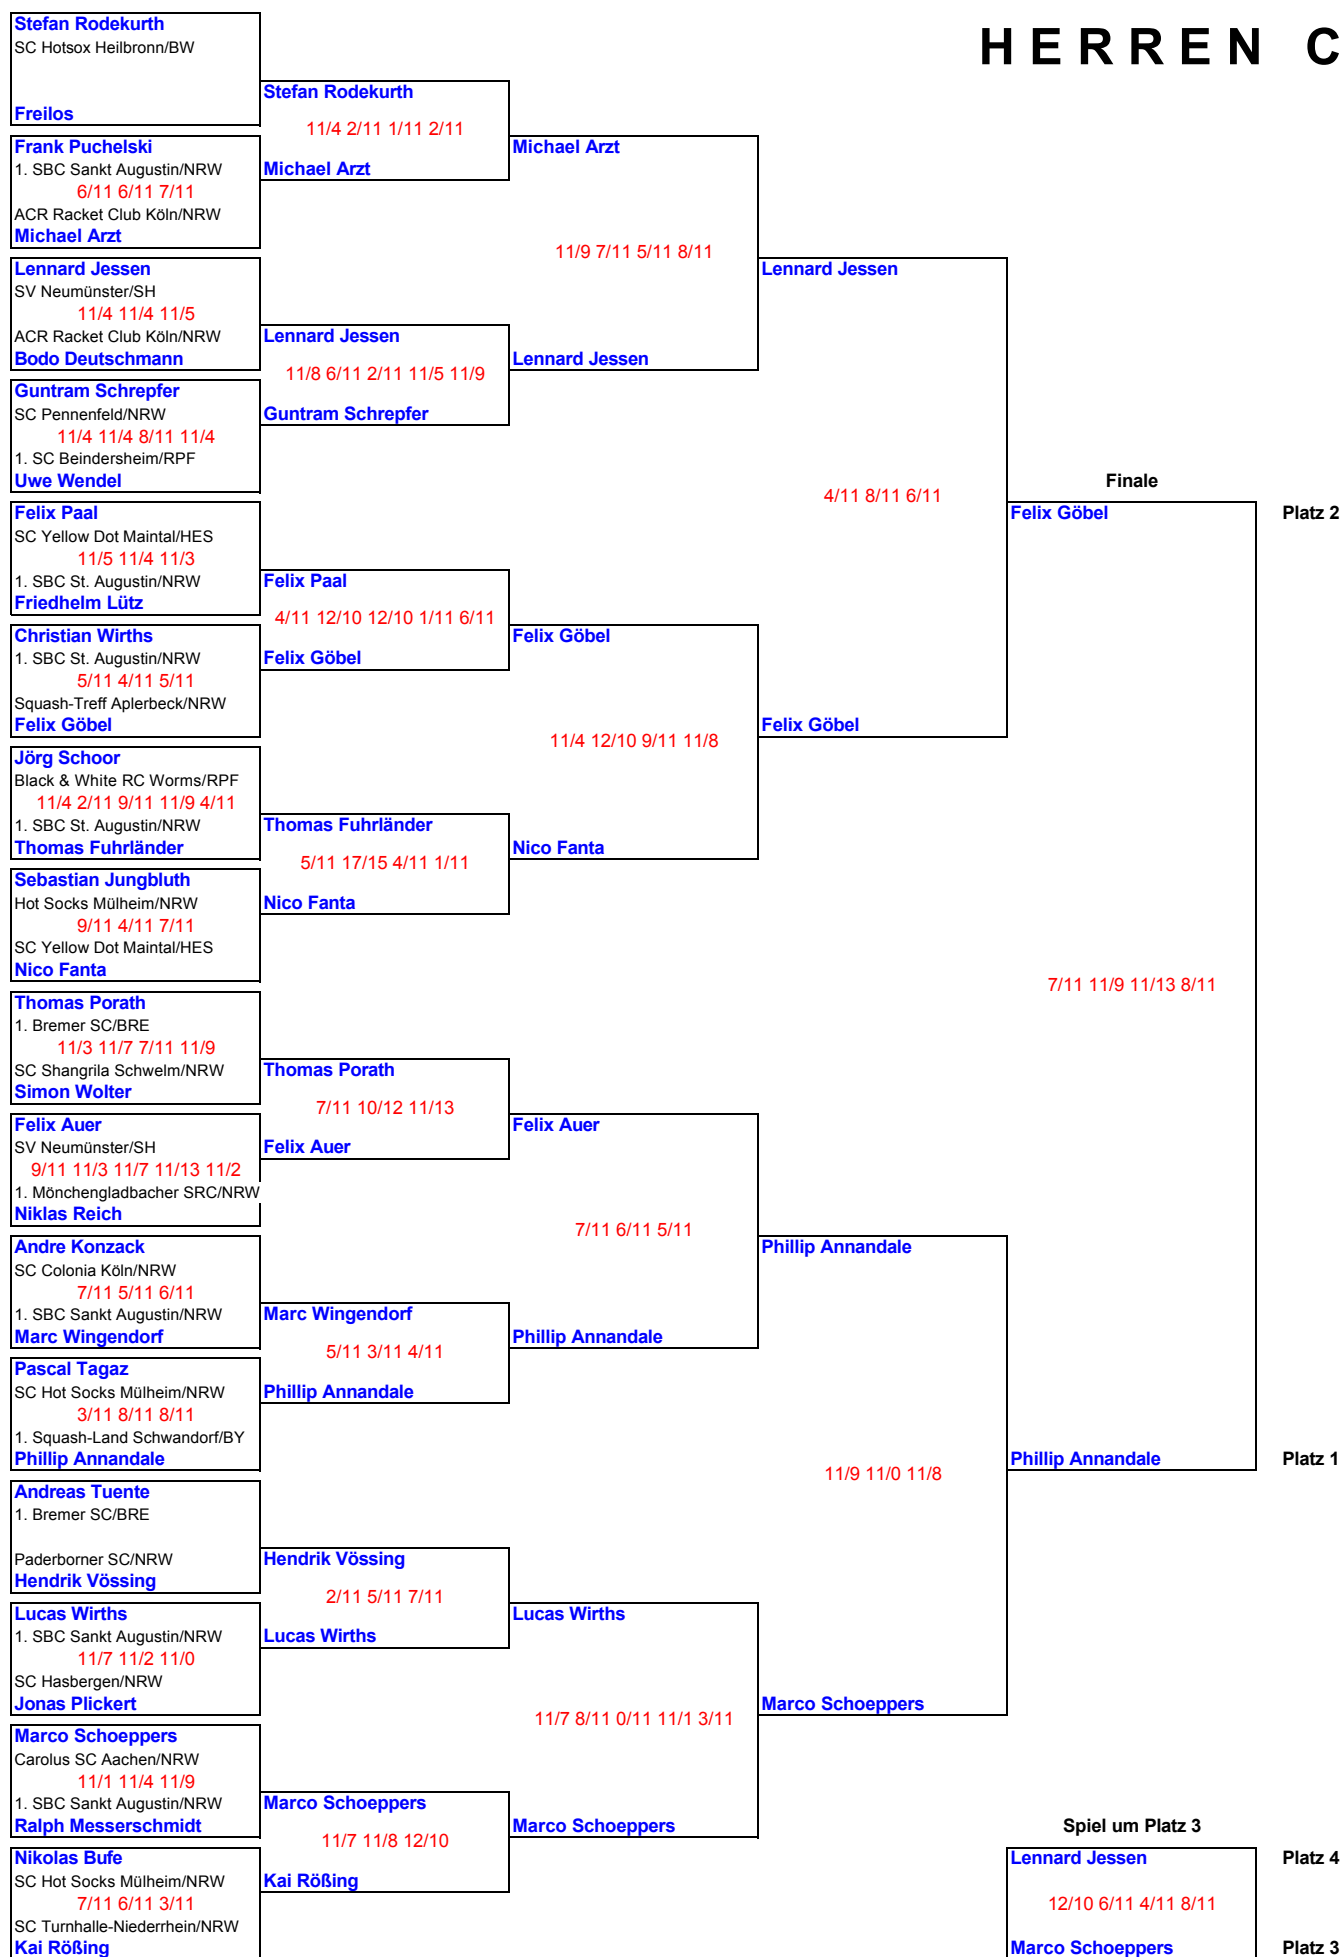 HERREN C
Stefan Rodekurth
SC Hotsox Heilbronn/BW
Freilos
Frank Puchelski
1. SBC Sankt Augustin/NRW
6/11 6/11 7/11
ACR Racket Club Köln/NRW
Michael Arzt
Lennard Jessen
SV Neumünster/SH
11/4 11/4 11/5
ACR Racket Club Köln/NRW
Bodo Deutschmann
Guntram Schrepfer
SC Pennenfeld/NRW
11/4 11/4 8/11 11/4
1. SC Beindersheim/RPF
Uwe Wendel
Felix Paal
SC Yellow Dot Maintal/HES
11/5 11/4 11/3
1. SBC St. Augustin/NRW
Friedhelm Lütz
Christian Wirths
1. SBC St. Augustin/NRW
5/11 4/11 5/11
Squash-Treff Aplerbeck/NRW
Felix Göbel
Jörg Schoor
Black & White RC Worms/RPF
11/4 2/11 9/11 11/9 4/11
1. SBC St. Augustin/NRW
Thomas Fuhrländer
Sebastian Jungbluth
Hot Socks Mülheim/NRW
9/11 4/11 7/11
SC Yellow Dot Maintal/HES
Nico Fanta
Thomas Porath
1. Bremer SC/BRE
11/3 11/7 7/11 11/9
SC Shangrila Schwelm/NRW
Simon Wolter
Felix Auer
SV Neumünster/SH
9/11 11/3 11/7 11/13 11/2
1. Mönchengladbacher SRC/NRW
Niklas Reich
Andre Konzack
SC Colonia Köln/NRW
7/11 5/11 6/11
1. SBC Sankt Augustin/NRW
Marc Wingendorf
Pascal Tagaz
SC Hot Socks Mülheim/NRW
3/11 8/11 8/11
1. Squash-Land Schwandorf/BY
Phillip Annandale
Andreas Tuente
1. Bremer SC/BRE
Paderborner SC/NRW
Hendrik Vössing
Lucas Wirths
1. SBC Sankt Augustin/NRW
11/7 11/2 11/0
SC Hasbergen/NRW
Jonas Plickert
Marco Schoeppers
Carolus SC Aachen/NRW
11/1 11/4 11/9
1. SBC Sankt Augustin/NRW
Ralph Messerschmidt
Nikolas Bufe
SC Hot Socks Mülheim/NRW
7/11 6/11 3/11
SC Turnhalle-Niederrhein/NRW
Kai Rößing
Stefan Rodekurth
11/4 2/11 1/11 2/11
Michael Arzt
Lennard Jessen
11/8 6/11 2/11 11/5 11/9
Guntram Schrepfer
Felix Paal
4/11 12/10 12/10 1/11 6/11
Felix Göbel
Thomas Fuhrländer
5/11 17/15 4/11 1/11
Nico Fanta
Thomas Porath
7/11 10/12 11/13
Felix Auer
Marc Wingendorf
5/11 3/11 4/11
Phillip Annandale
Hendrik Vössing
2/11 5/11 7/11
Lucas Wirths
Marco Schoeppers
11/7 11/8 12/10
Kai Rößing
Michael Arzt
11/9 7/11 5/11 8/11
Lennard Jessen
Felix Göbel
11/4 12/10 9/11 11/8
Nico Fanta
Felix Auer
7/11 6/11 5/11
Phillip Annandale
Lucas Wirths
11/7 8/11 0/11 11/1 3/11
Marco Schoeppers
Lennard Jessen
4/11 8/11 6/11
Felix Göbel
Phillip Annandale
11/9 11/0 11/8
Marco Schoeppers
Finale
Felix Göbel
Platz 2
7/11 11/9 11/13 8/11
Phillip Annandale
Platz 1
Spiel um Platz 3
Lennard Jessen
Platz 4
12/10 6/11 4/11 8/11
Marco Schoeppers
Platz 3